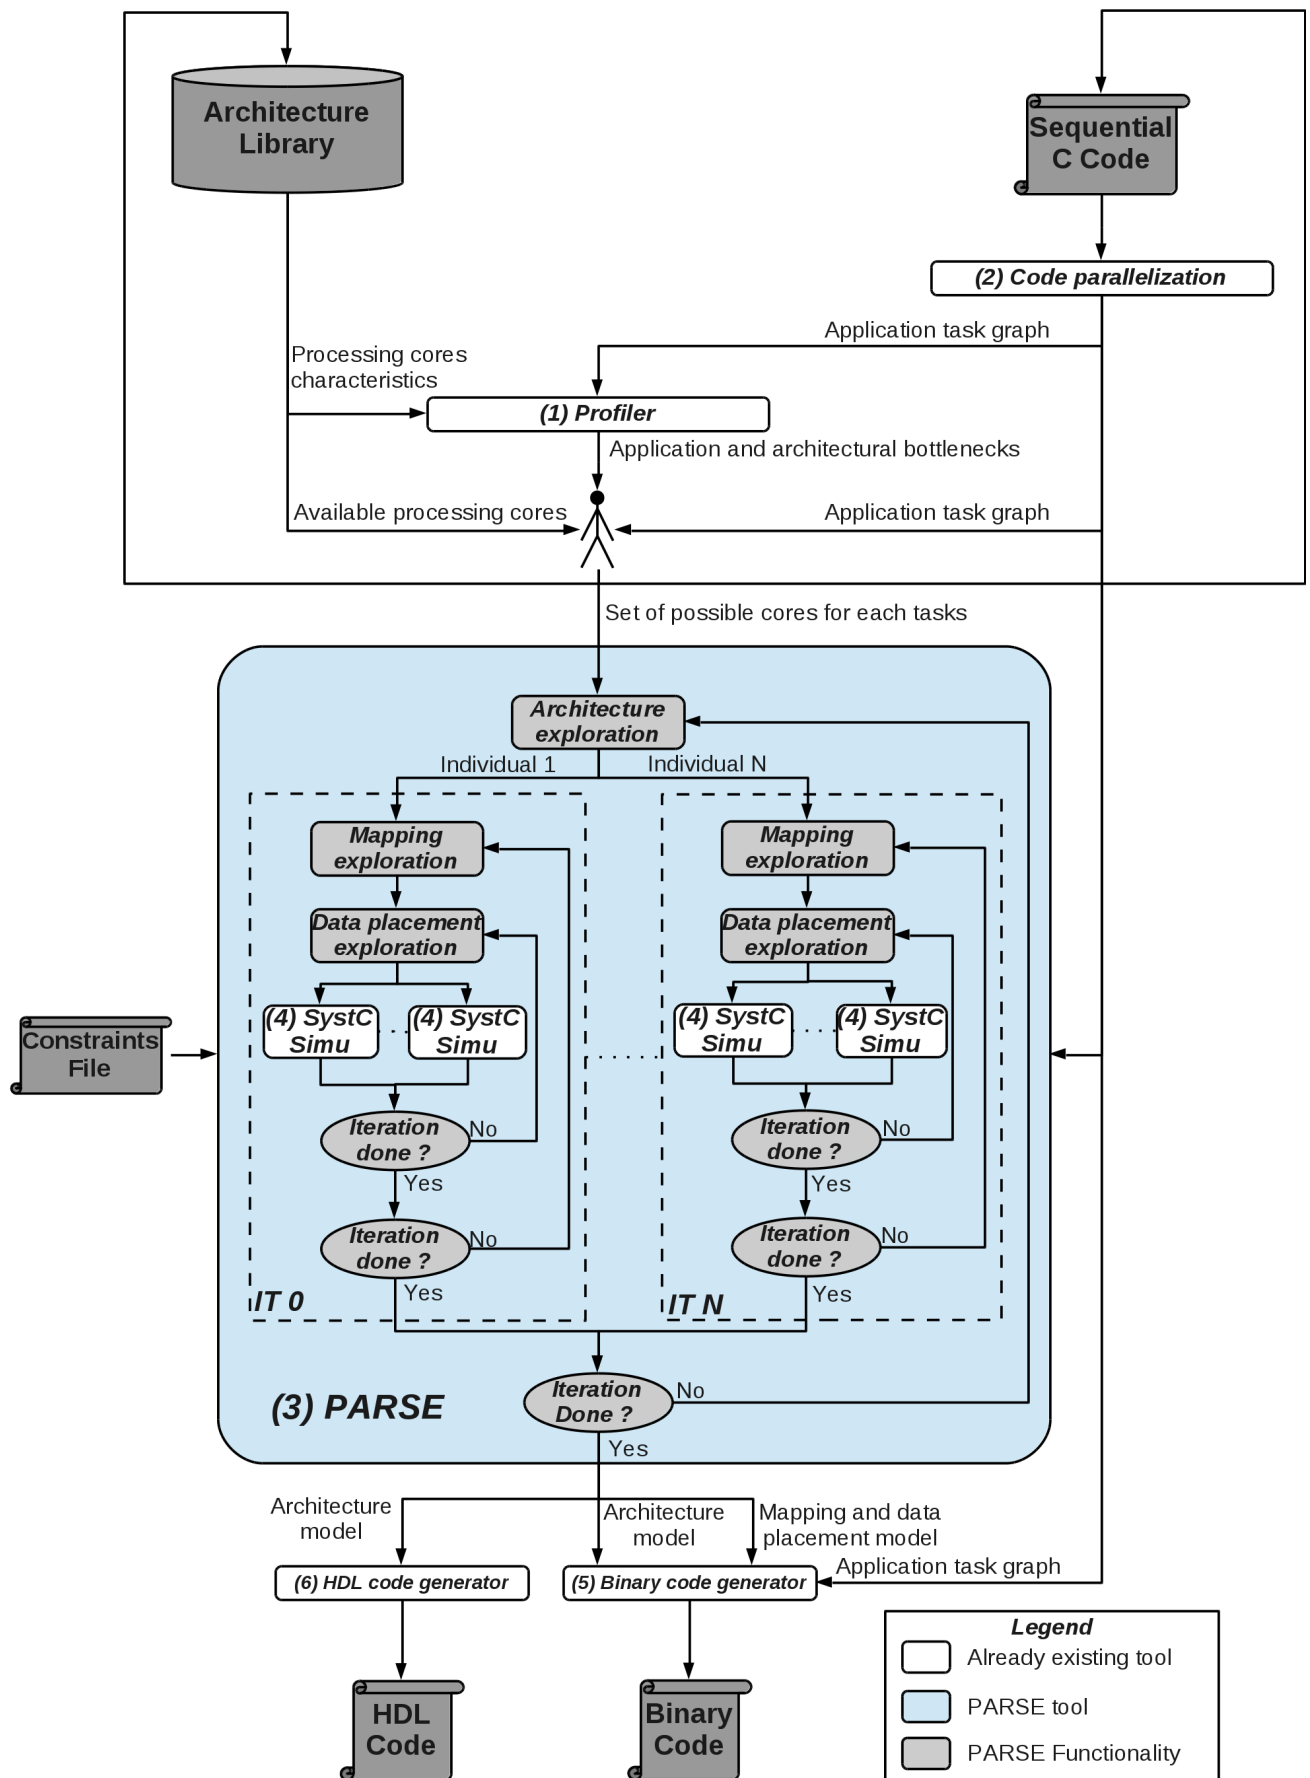 Architecture
Library
Sequential
C Code
(2) Code parallelization
Application task graph
Processing cores
characteristics
(1) Profiler
Application and architectural bottlenecks
Available processing cores
Application task graph
Set of possible cores for each tasks
Architecture
exploration
Individual 1
Individual N
Mapping
exploration
Data placement
exploration
(4) SystC
Simu
(4) SystC
Simu
Iteration
done ?
No
Yes
Iteration
done ?
No
Yes
IT 0
Mapping
exploration
Data placement
exploration
(4) SystC
Simu
(4) SystC
Simu
Iteration
done ?
No
Yes
Iteration
done ?
No
Yes
IT N
Constraints
File
(3) PARSE
Iteration
Done ?
No
Yes
Architecture
model
Architecture
model
Mapping and data
placement model
Application task graph
(6) HDL code generator
(5) Binary code generator
HDL
Code
Binary
Code
Legend
Already existing tool
PARSE tool
PARSE Functionality